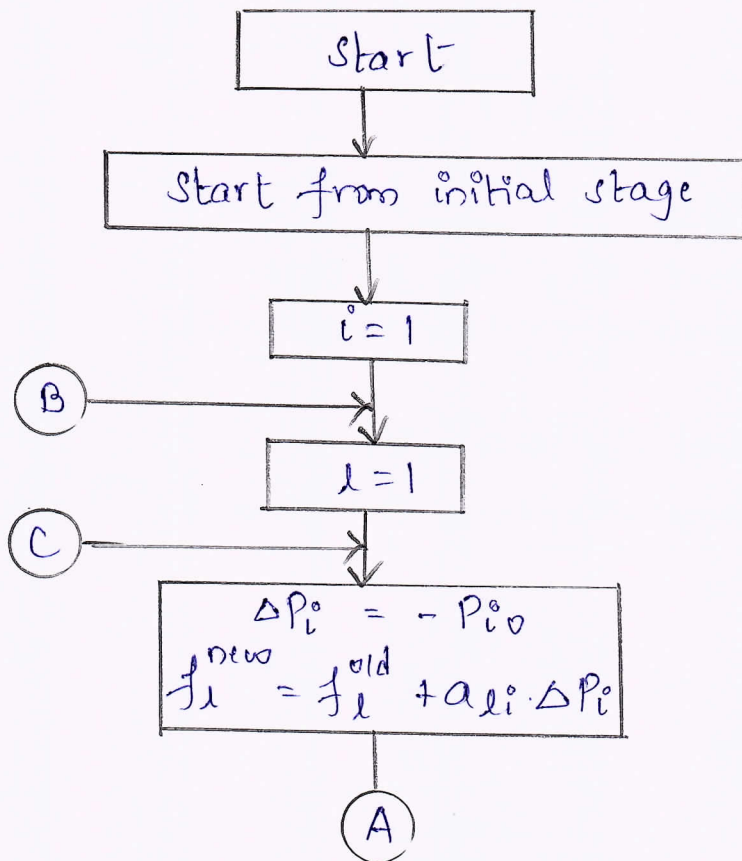 Start
Start from initial stage
i = 1
B
l = 1
C
ΔPi = - Pio
fl^new = fl^old + ali · ΔPi
A